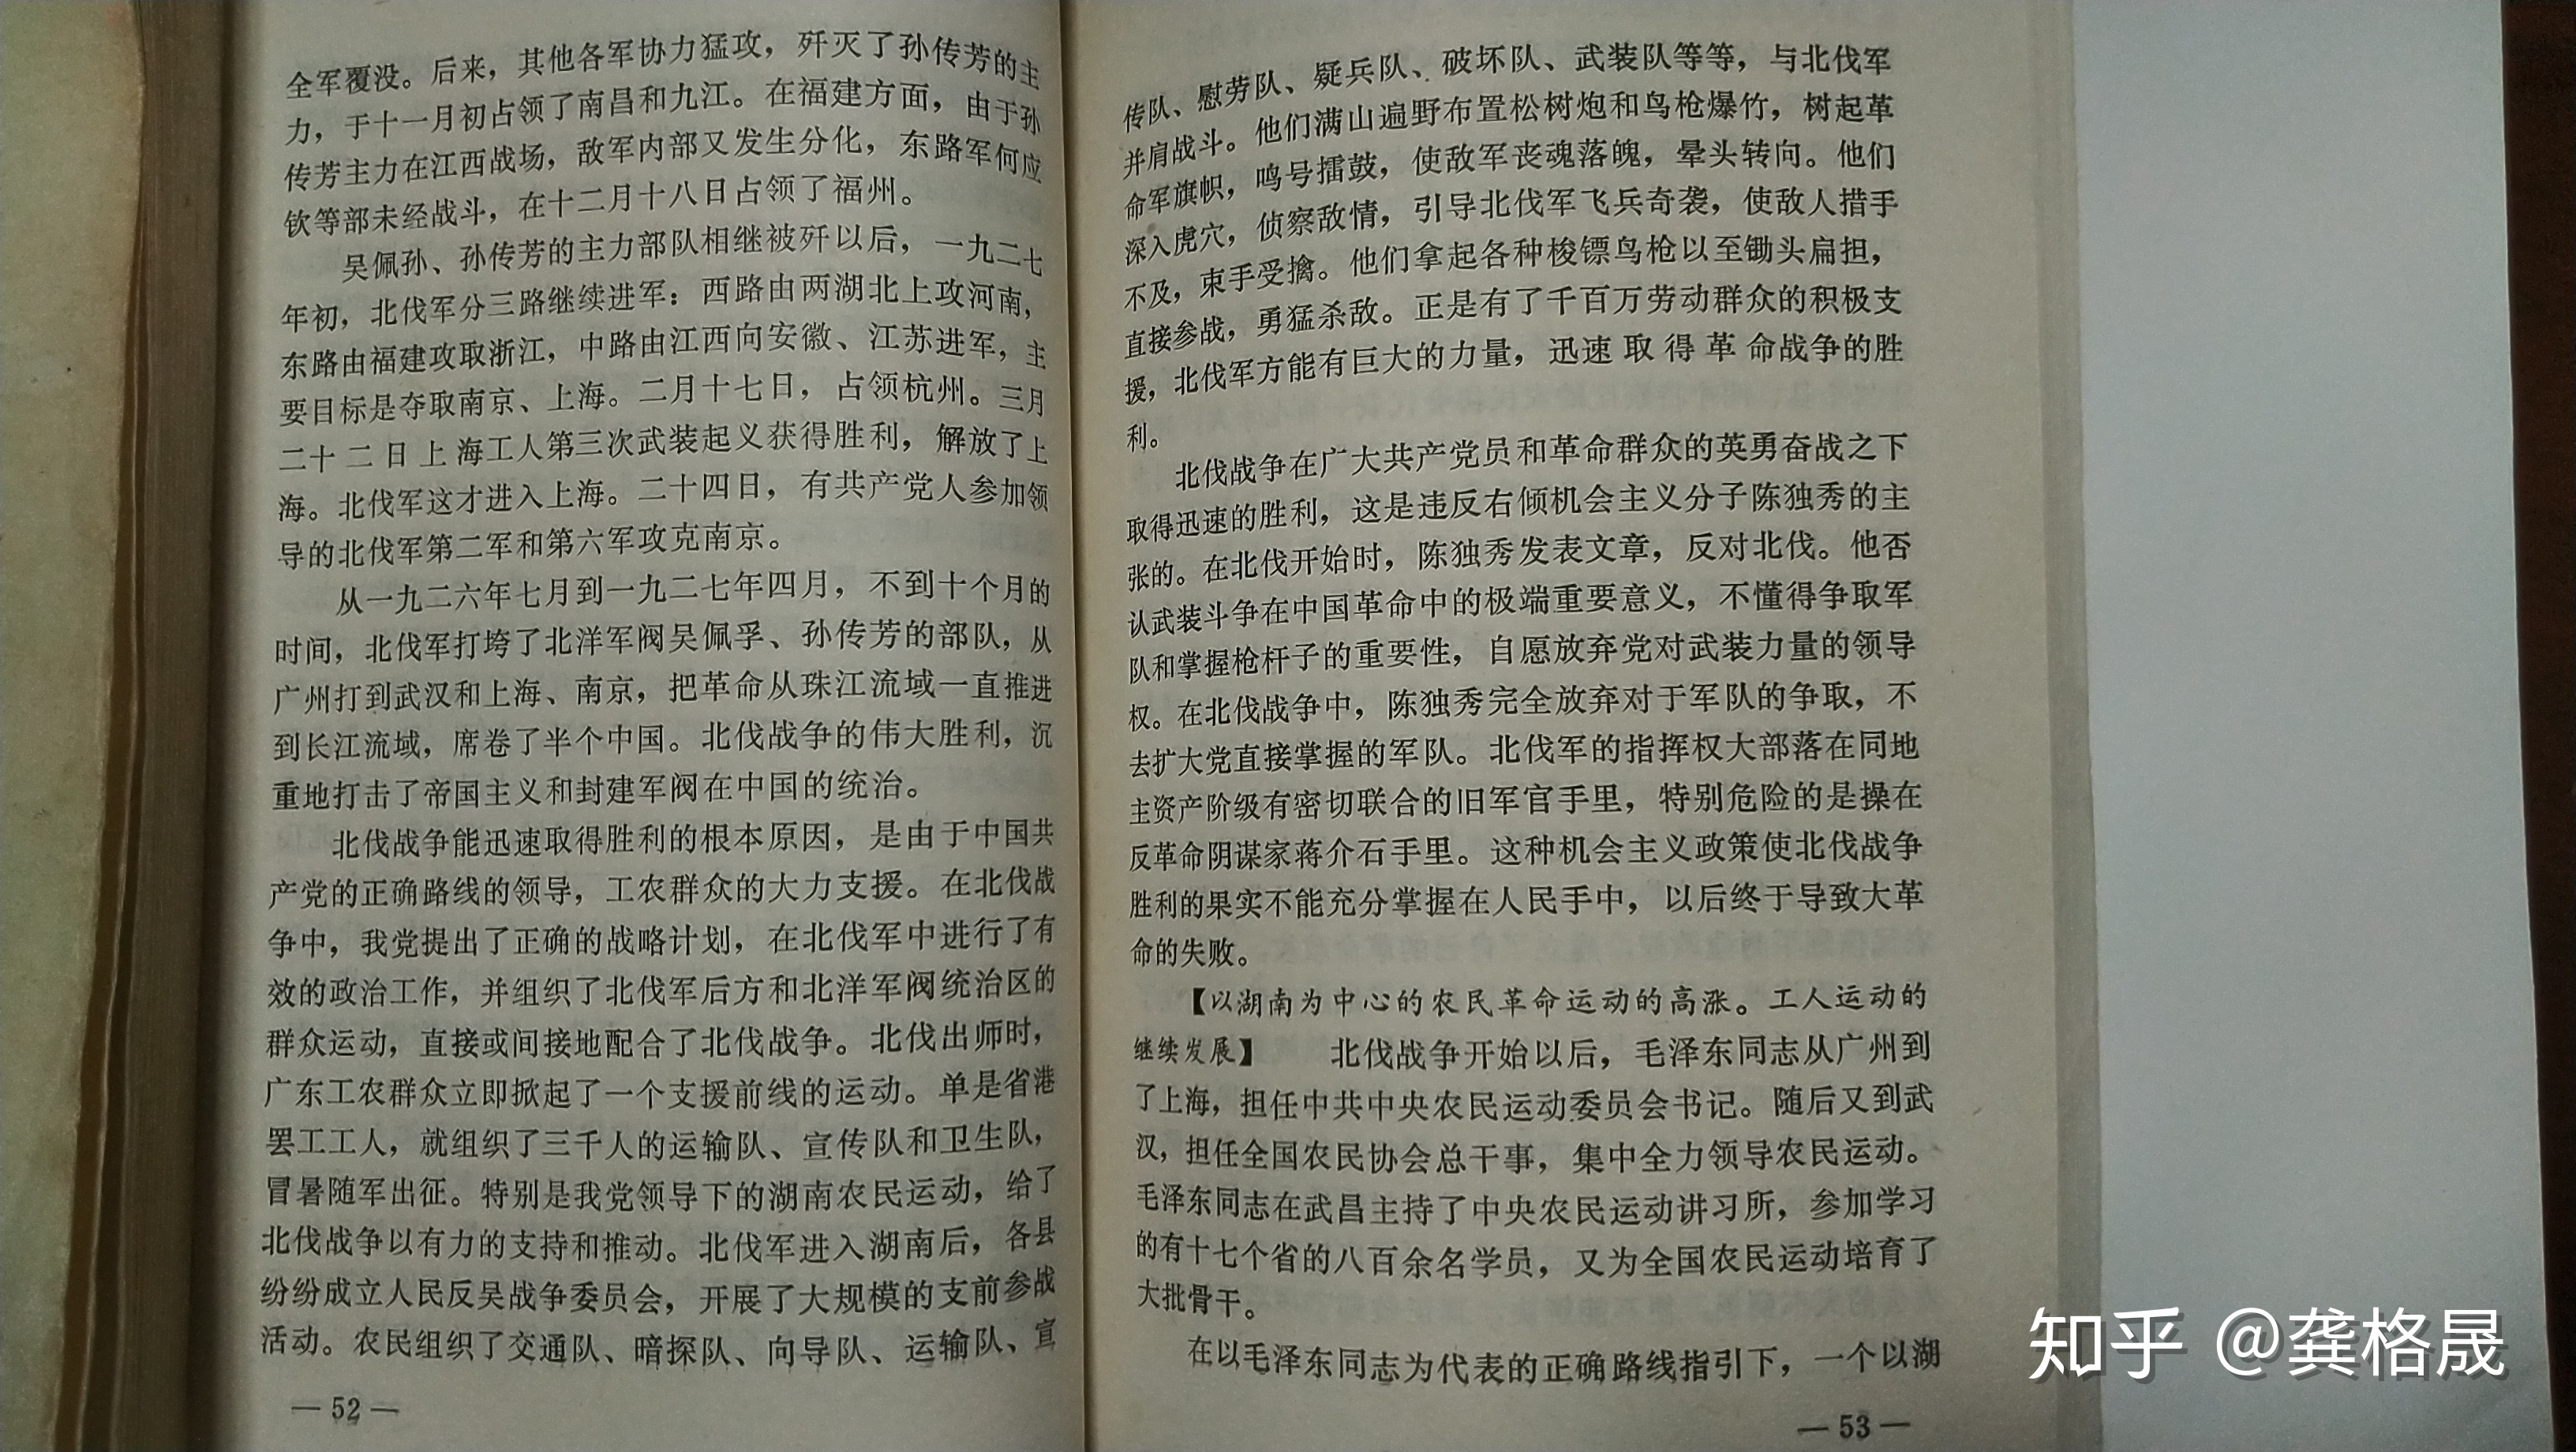 全军覆没。后来，其他各军协力猛攻，歼灭了孙传芳的主
力，于十一月初占领了南昌和九江。在福建方面，由于孙
传芳主力在江西战场，敌军内部又发生分化，东路军何应
钦等部未经战斗，在十二月十八日占领了福州。
吴佩孙、孙传芳的主力部队相继被歼以后，一九二七
年初，北伐军分三路继续进军：西路由两湖北上攻河南，
东路由福建攻取浙江，中路由江西向安徽、江苏进军，主
要目标是夺取南京、上海。二月十七日，占领杭州。三月
二十二日上海工人第三次武装起义获得胜利，解放了上
海。北伐军这才进入上海。二十四日，有共产党人参加领
导的北伐军第二军和第六军攻克南京。
从一九二六年七月到一九二七年四月，不到十个月的
时间，北伐军打垮了北洋军阀吴佩孚、孙传芳的部队，从
广州打到武汉和上海、南京，把革命从珠江流域一直推进
到长江流域，席卷了半个中国。北伐战争的伟大胜利，沉
重地打击了帝国主义和封建军阀在中国的统治。
北伐战争能迅速取得胜利的根本原因，是由于中国共
产党的正确路线的领导，工农群众的大力支援。在北伐战
争中，我党提出了正确的战略计划，在北伐军中进行了有
效的政治工作，并组织了北伐军后方和北洋军阀统治区的
群众运动，直接或间接地配合了北伐战争。北伐出师时，
广东工农群众立即掀起了一个支援前线的运动。单是省港
罢工工人，就组织了三千人的运输队、宣传队和卫生队，
冒暑随军出征。特别是我党领导下的湖南农民运动，给了
北伐战争以有力的支持和推动。北伐军进入湖南后，各县
纷纷成立人民反吴战争委员会，开展了大规模的支前参战
活动。农民组织了交通队、暗探队、向导队、运输队、宣
— 52 —
传队、慰劳队、疑兵队、破坏队、武装队等等，与北伐军
并肩战斗。他们满山遍野布置松树炮和鸟枪爆竹，树起革
命军旗帜，鸣号擂鼓，使敌军丧魂落魄，晕头转向。他们
深入虎穴，侦察敌情，引导北伐军飞兵奇袭，使敌人措手
不及，束手受擒。他们拿起各种梭镖鸟枪以至锄头扁担，
直接参战，勇猛杀敌。正是有了千百万劳动群众的积极支
援，北伐军方能有巨大的力量，迅速取得革命战争的胜
利。
北伐战争在广大共产党员和革命群众的英勇奋战之下
取得迅速的胜利，这是违反右倾机会主义分子陈独秀的主
张的。在北伐开始时，陈独秀发表文章，反对北伐。他否
认武装斗争在中国革命中的极端重要意义，不懂得争取军
队和掌握枪杆子的重要性，自愿放弃党对武装力量的领导
权。在北伐战争中，陈独秀完全放弃对于军队的争取，不
去扩大党直接掌握的军队。北伐军的指挥权大部落在同地
主资产阶级有密切联合的旧军官手里，特别危险的是操在
反革命阴谋家蒋介石手里。这种机会主义政策使北伐战争
胜利的果实不能充分掌握在人民手中，以后终于导致大革
命的失败。
【以湖南为中心的农民革命运动的高涨。工人运动的
继续发展】 北伐战争开始以后，毛泽东同志从广州到
了上海，担任中共中央农民运动委员会书记。随后又到武
汉，担任全国农民协会总干事，集中全力领导农民运动。
毛泽东同志在武昌主持了中央农民运动讲习所，参加学习
的有十七个省的八百余名学员，又为全国农民运动培育了
大批骨干。
在以毛泽东同志为代表的正确路线指引下，一个以湖
— 53 —
知乎 @龚格晟